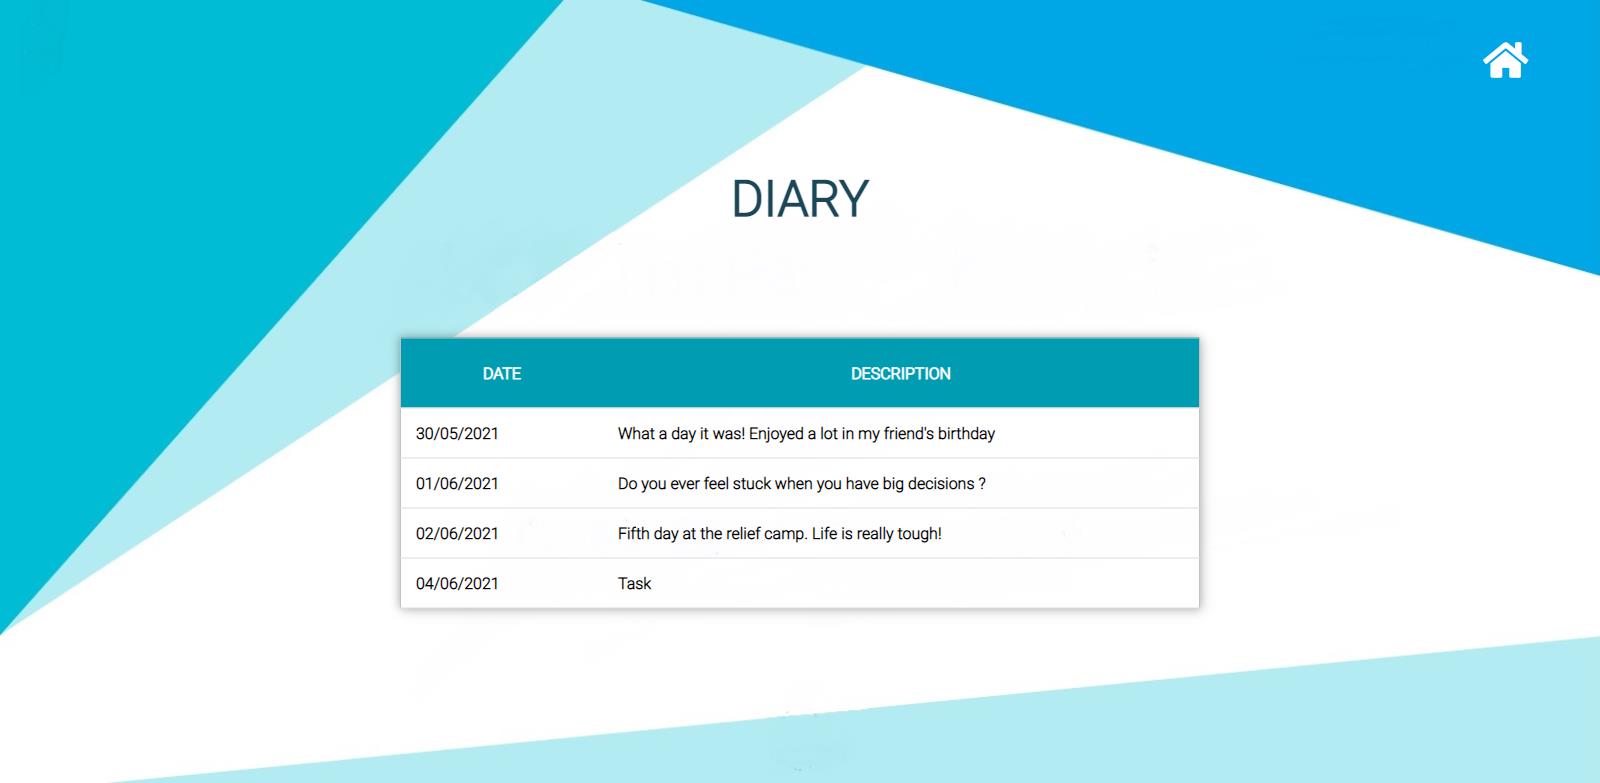 DIARY
DATE DESCRIPTION
30/05/2021 What a day it was! Enjoyed a lot in my friend's birthday
01/06/2021 Do you ever feel stuck when you have big decisions ?
02/06/2021 Fifth day at the relief camp. Life is really tough!
04/06/2021 Task